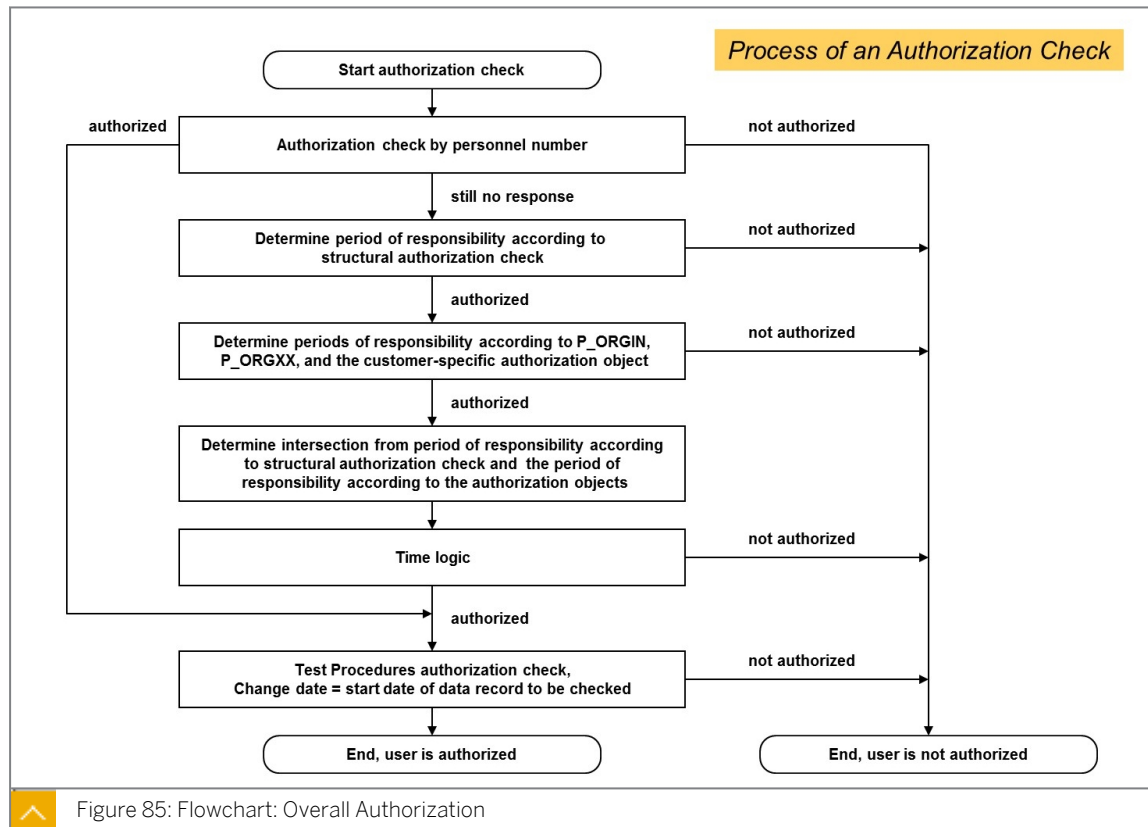 Process of an Authorization Check
Start authorization check
authorized
not authorized
Authorization check by personnel number
still no response
Determine period of responsibility according to
structural authorization check
not authorized
authorized
Determine periods of responsibility according to P_ORGIN,
P_ORGXX, and the customer-specific authorization object
not authorized
authorized
Determine intersection from period of responsibility according
to structural authorization check and the period of
responsibility according to the authorization objects
Time logic
not authorized
authorized
Test Procedures authorization check,
Change date = start date of data record to be checked
not authorized
End, user is authorized
End, user is not authorized
Figure 85: Flowchart: Overall Authorization